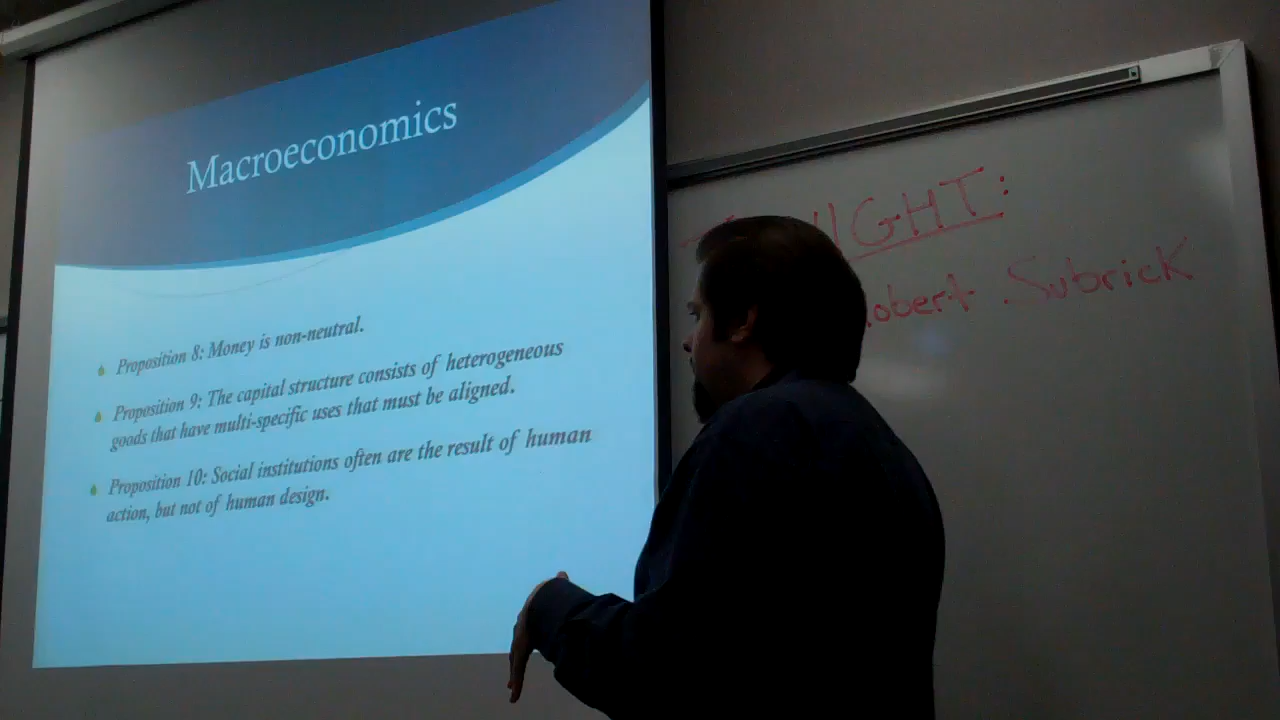 Macroeconomics
Proposition 8: Money is non-neutral.
Proposition 9: The capital structure consists of heterogeneous
goods that have multi-specific uses that must be aligned.
Proposition 10: Social institutions often are the result of human
action, but not of human design.
Subrick